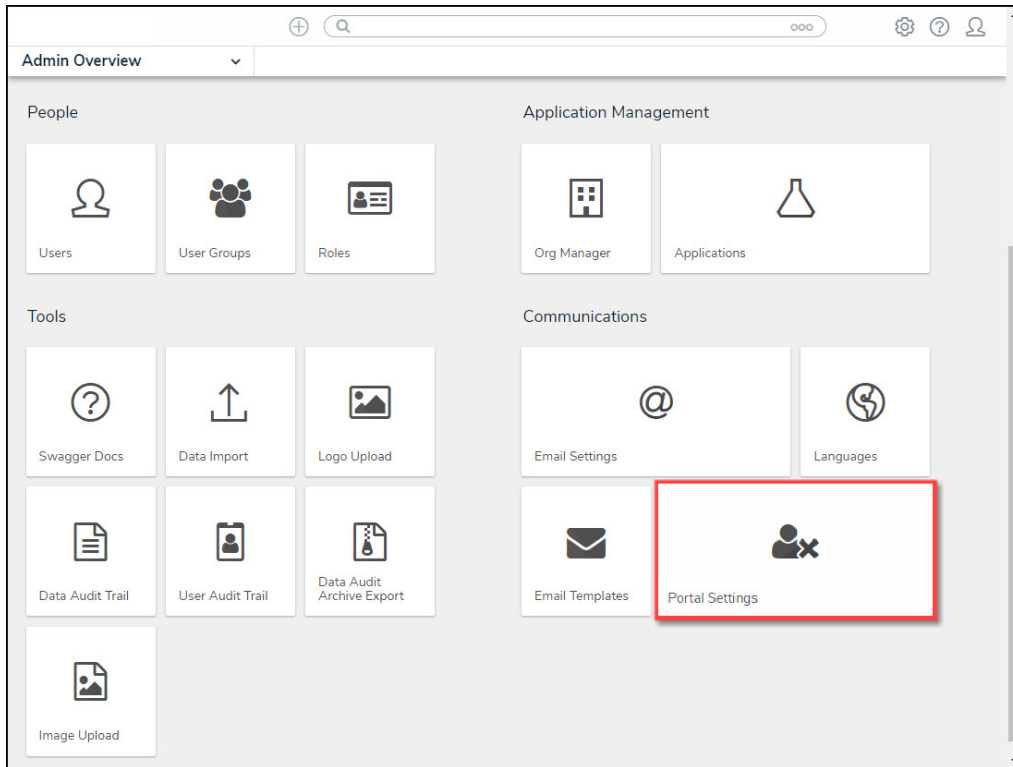 Admin Overview
People
Application Management
Users
User Groups
Roles
Org Manager
Applications
Tools
Communications
Swagger Docs
Data Import
Logo Upload
Email Settings
Languages
Data Audit Trail
User Audit Trail
Data Audit
Archive Export
Email Templates
Portal Settings
Image Upload